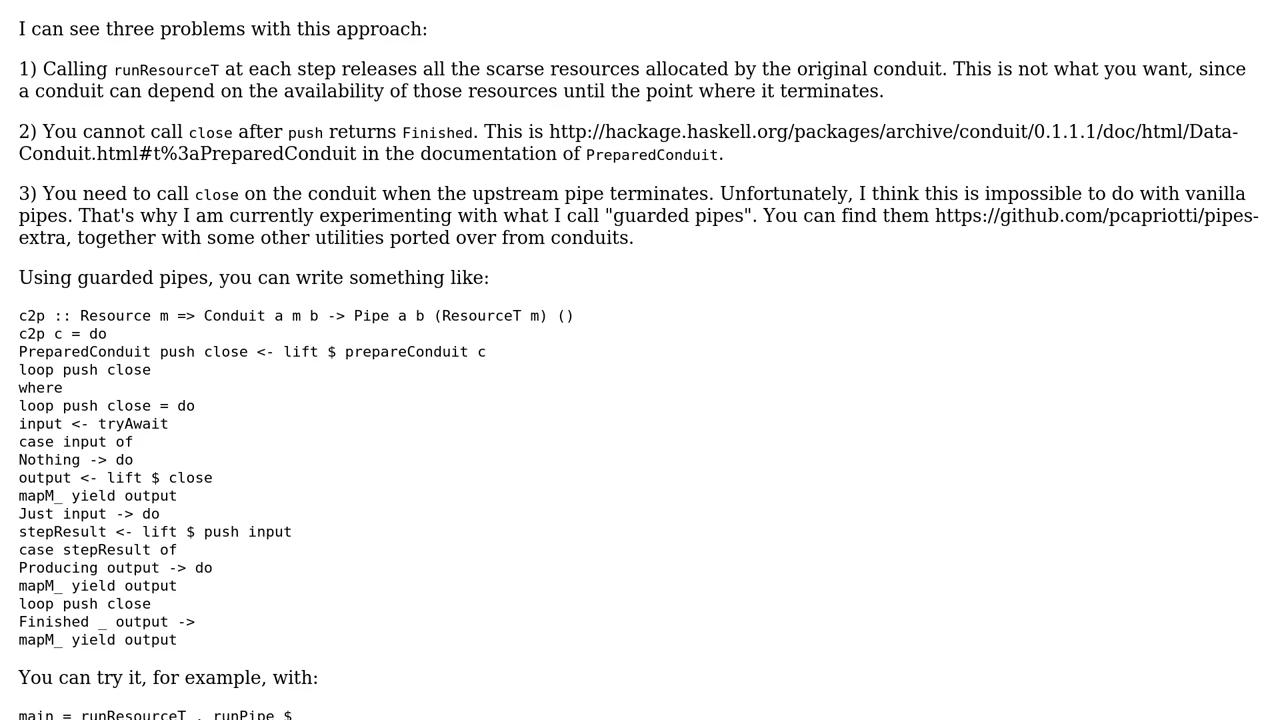 I can see three problems with this approach:
1) Calling runResourceT at each step releases all the scarse resources allocated by the original conduit. This is not what you want, since
a conduit can depend on the availability of those resources until the point where it terminates.
2) You cannot call close after push returns Finished. This is http://hackage.haskell.org/packages/archive/conduit/0.1.1.1/doc/html/Data-
Conduit.html#t%3aPreparedConduit in the documentation of PreparedConduit.
3) You need to call close on the conduit when the upstream pipe terminates. Unfortunately, I think this is impossible to do with vanilla
pipes. That's why I am currently experimenting with what I call "guarded pipes". You can find them https://github.com/pcapriotti/pipes-
extra, together with some other utilities ported over from conduits.
Using guarded pipes, you can write something like:
c2p :: Resource m => Conduit a m b -> Pipe a b (ResourceT m) ()
c2p c = do
PreparedConduit push close <- lift $ prepareConduit c
loop push close
where
loop push close = do
input <- tryAwait
case input of
Nothing -> do
output <- lift $ close
mapM_ yield output
Just input -> do
stepResult <- lift $ push input
case stepResult of
Producing output -> do
mapM_ yield output
loop push close
Finished _ output ->
mapM_ yield output
You can try it, for example, with:
main = runResourceT . runPipe $